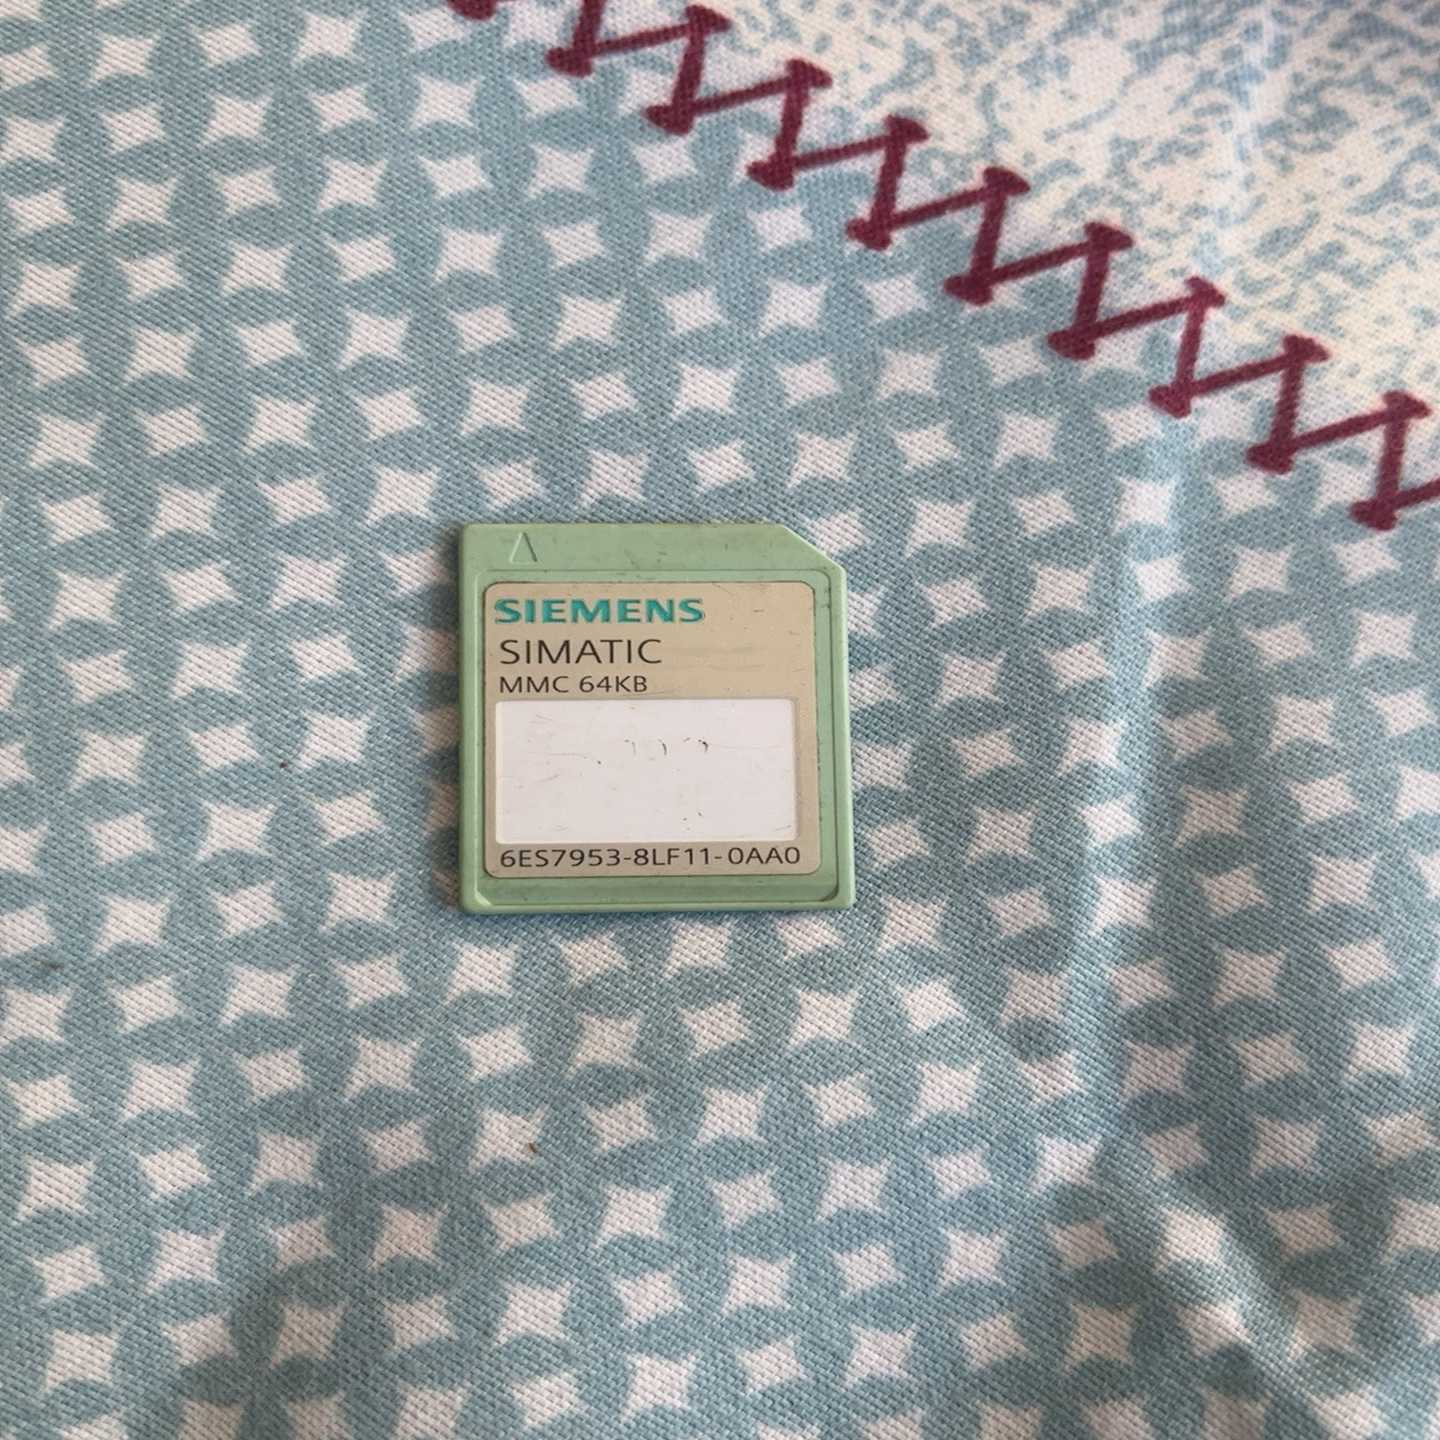 SIEMENS
SIMATIC
MMC 64KB
6ES7953-8LF11-0AA0